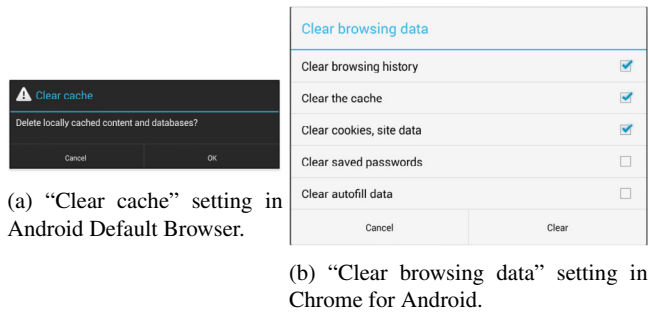 Clear cache
Delete locally cached content and databases?
Cancel OK
(a) “Clear cache” setting in
Android Default Browser.
Clear browsing data
Clear browsing history
Clear the cache
Clear cookies, site data
Clear saved passwords
Clear autofill data
Cancel Clear
(b) “Clear browsing data” setting in
Chrome for Android.